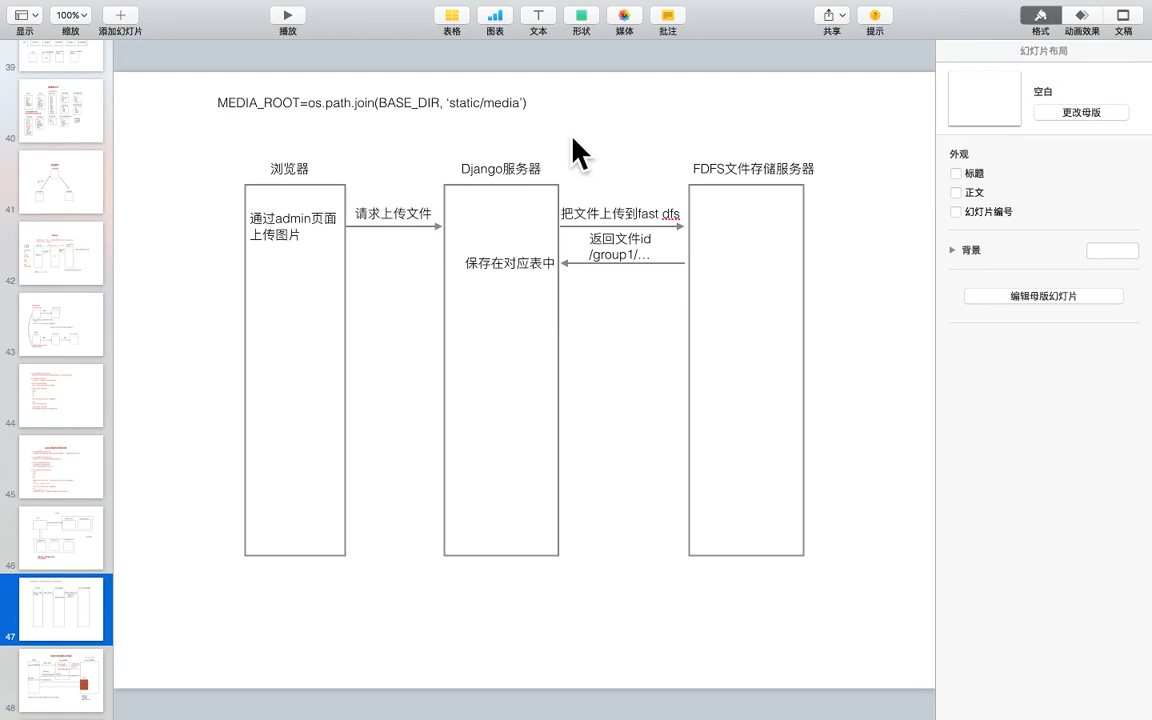 100%
显示
缩放
添加幻灯片
播放
表格
图表
文本
形状
媒体
批注
共享
提示
格式
动画效果
文稿
39
40
41
42
43
44
45
46
47
48
MEDIA_ROOT=os.path.join(BASE_DIR, ‘static/media’)
浏览器
Django服务器
FDFS文件存储服务器
通过admin页面
上传图片
请求上传文件
把文件上传到fast dfs
返回文件id
/group1/...
保存在对应表中
幻灯片布局
空白
更改母版
外观
标题
正文
幻灯片编号
背景
编辑母版幻灯片